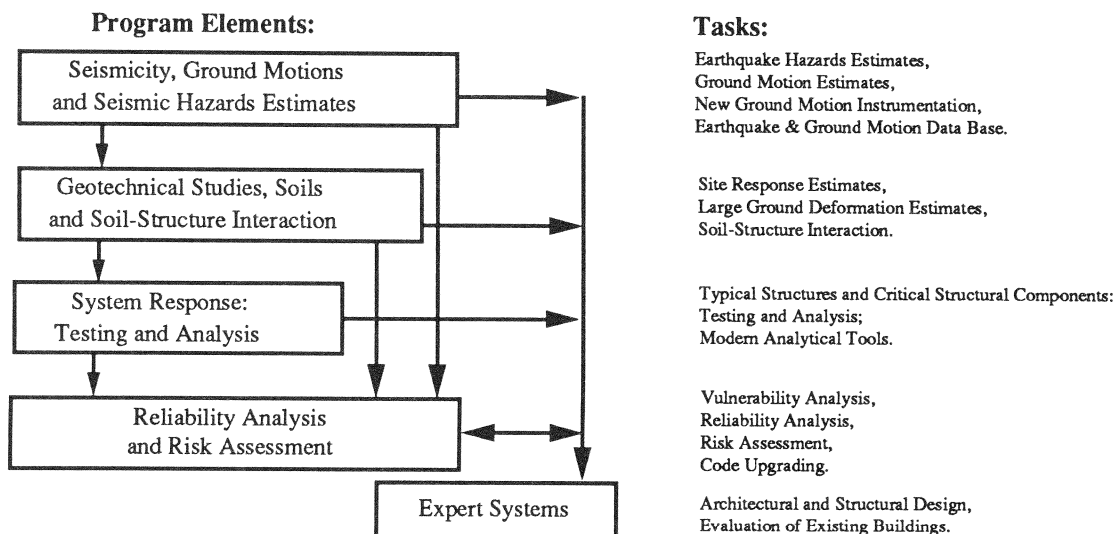 Program Elements:
Seismicity, Ground Motions
and Seismic Hazards Estimates
Geotechnical Studies, Soils
and Soil-Structure Interaction
System Response:
Testing and Analysis
Reliability Analysis
and Risk Assessment
Expert Systems
Tasks:
Earthquake Hazards Estimates,
Ground Motion Estimates,
New Ground Motion Instrumentation,
Earthquake & Ground Motion Data Base.
Site Response Estimates,
Large Ground Deformation Estimates,
Soil-Structure Interaction.
Typical Structures and Critical Structural Components:
Testing and Analysis;
Modern Analytical Tools.
Vulnerability Analysis,
Reliability Analysis,
Risk Assessment,
Code Upgrading.
Architectural and Structural Design,
Evaluation of Existing Buildings.